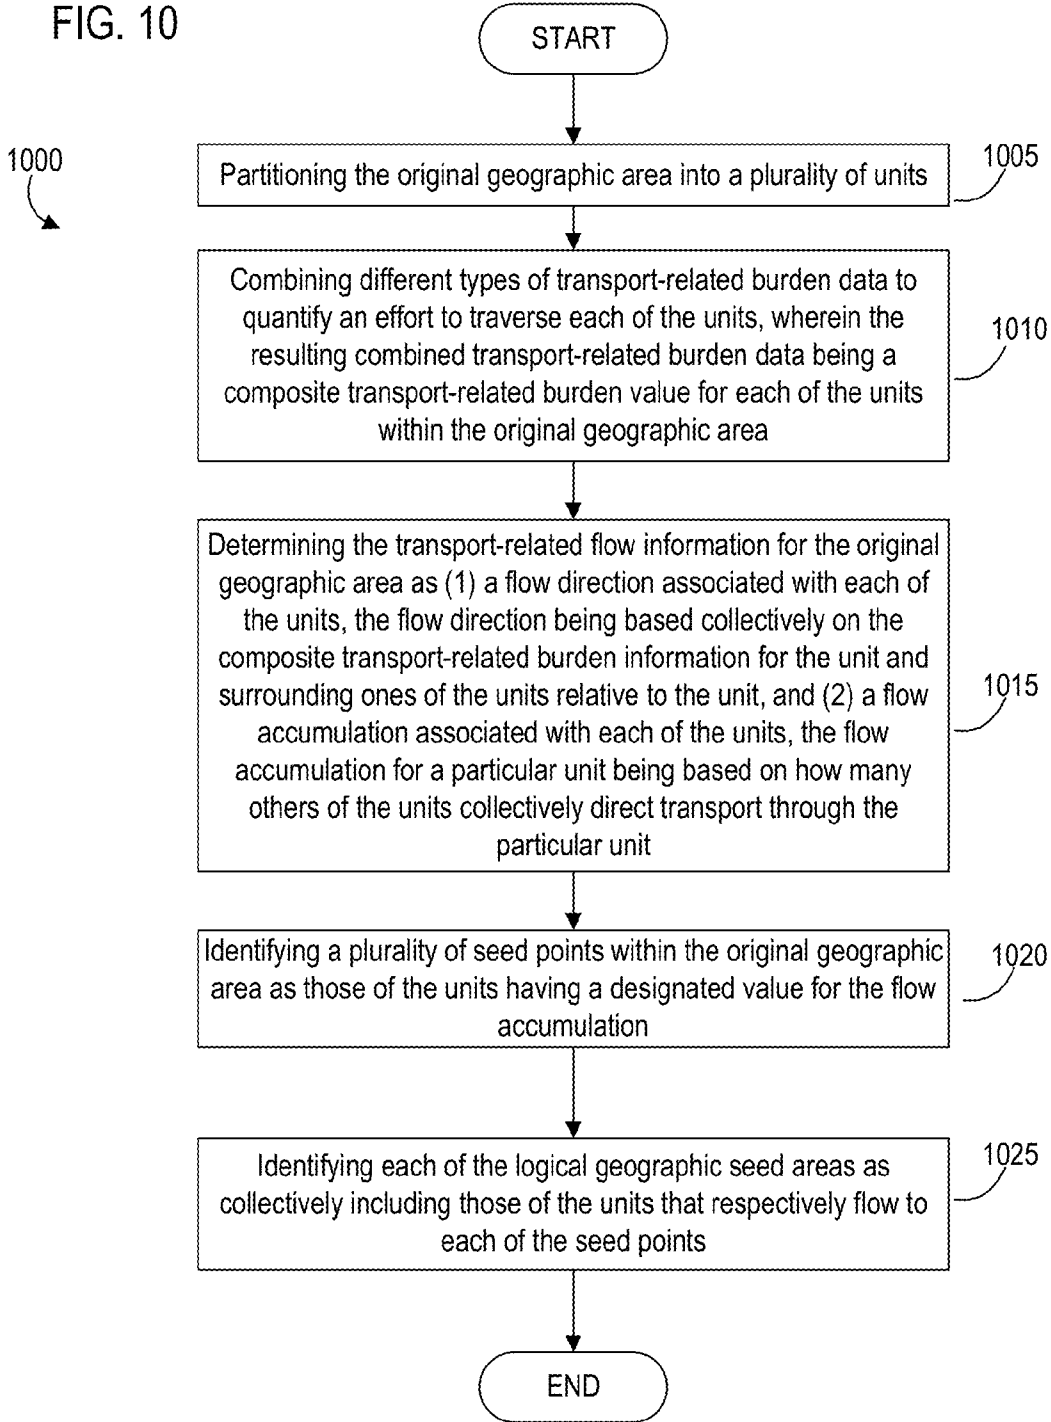 FIG. 10
START
1000
Partitioning the original geographic area into a plurality of units
1005
Combining different types of transport-related burden data to
quantify an effort to traverse each of the units, wherein the
resulting combined transport-related burden data being a
composite transport-related burden value for each of the units
within the original geographic area
1010
Determining the transport-related flow information for the original
geographic area as (1) a flow direction associated with each of
the units, the flow direction being based collectively on the
composite transport-related burden information for the unit and
surrounding ones of the units relative to the unit, and (2) a flow
accumulation associated with each of the units, the flow
accumulation for a particular unit being based on how many
others of the units collectively direct transport through the
particular unit
1015
Identifying a plurality of seed points within the original geographic
area as those of the units having a designated value for the flow
accumulation
1020
Identifying each of the logical geographic seed areas as
collectively including those of the units that respectively flow to
each of the seed points
1025
END